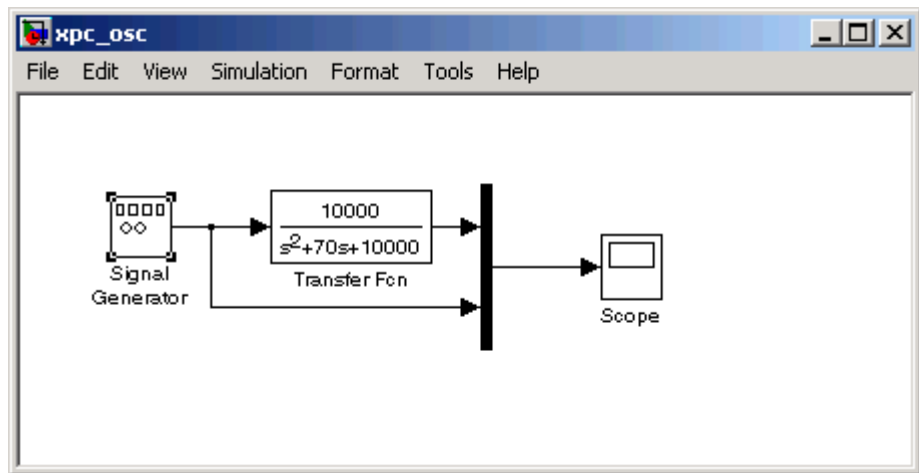 xpc_osc
File Edit View Simulation Format Tools Help
10000
s²+70s+10000
Transfer Fcn
Signal
Generator
Scope